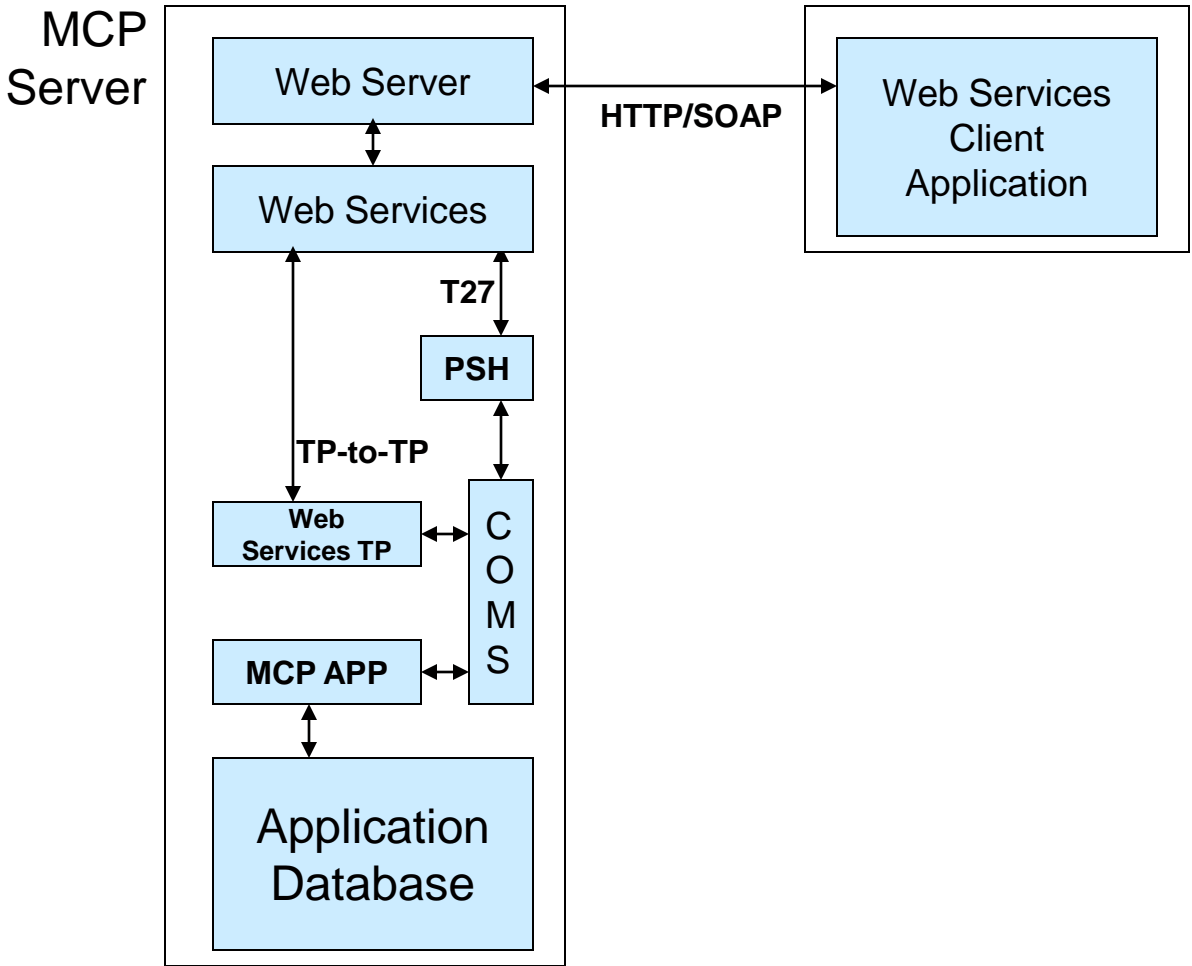 MCP
Server
Web Server
HTTP/SOAP
Web Services
Client
Application
Web Services
T27
PSH
TP-to-TP
Web
Services TP
C
O
M
S
MCP APP
Application
Database